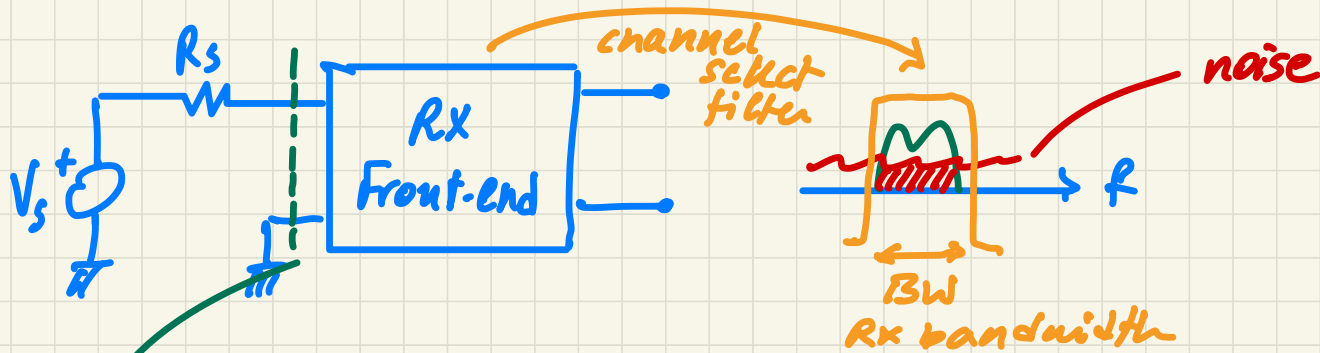 Rs
Vs
+
RX
Front-end
channel
select
filter
noise
f
BW
Rx bandwidth